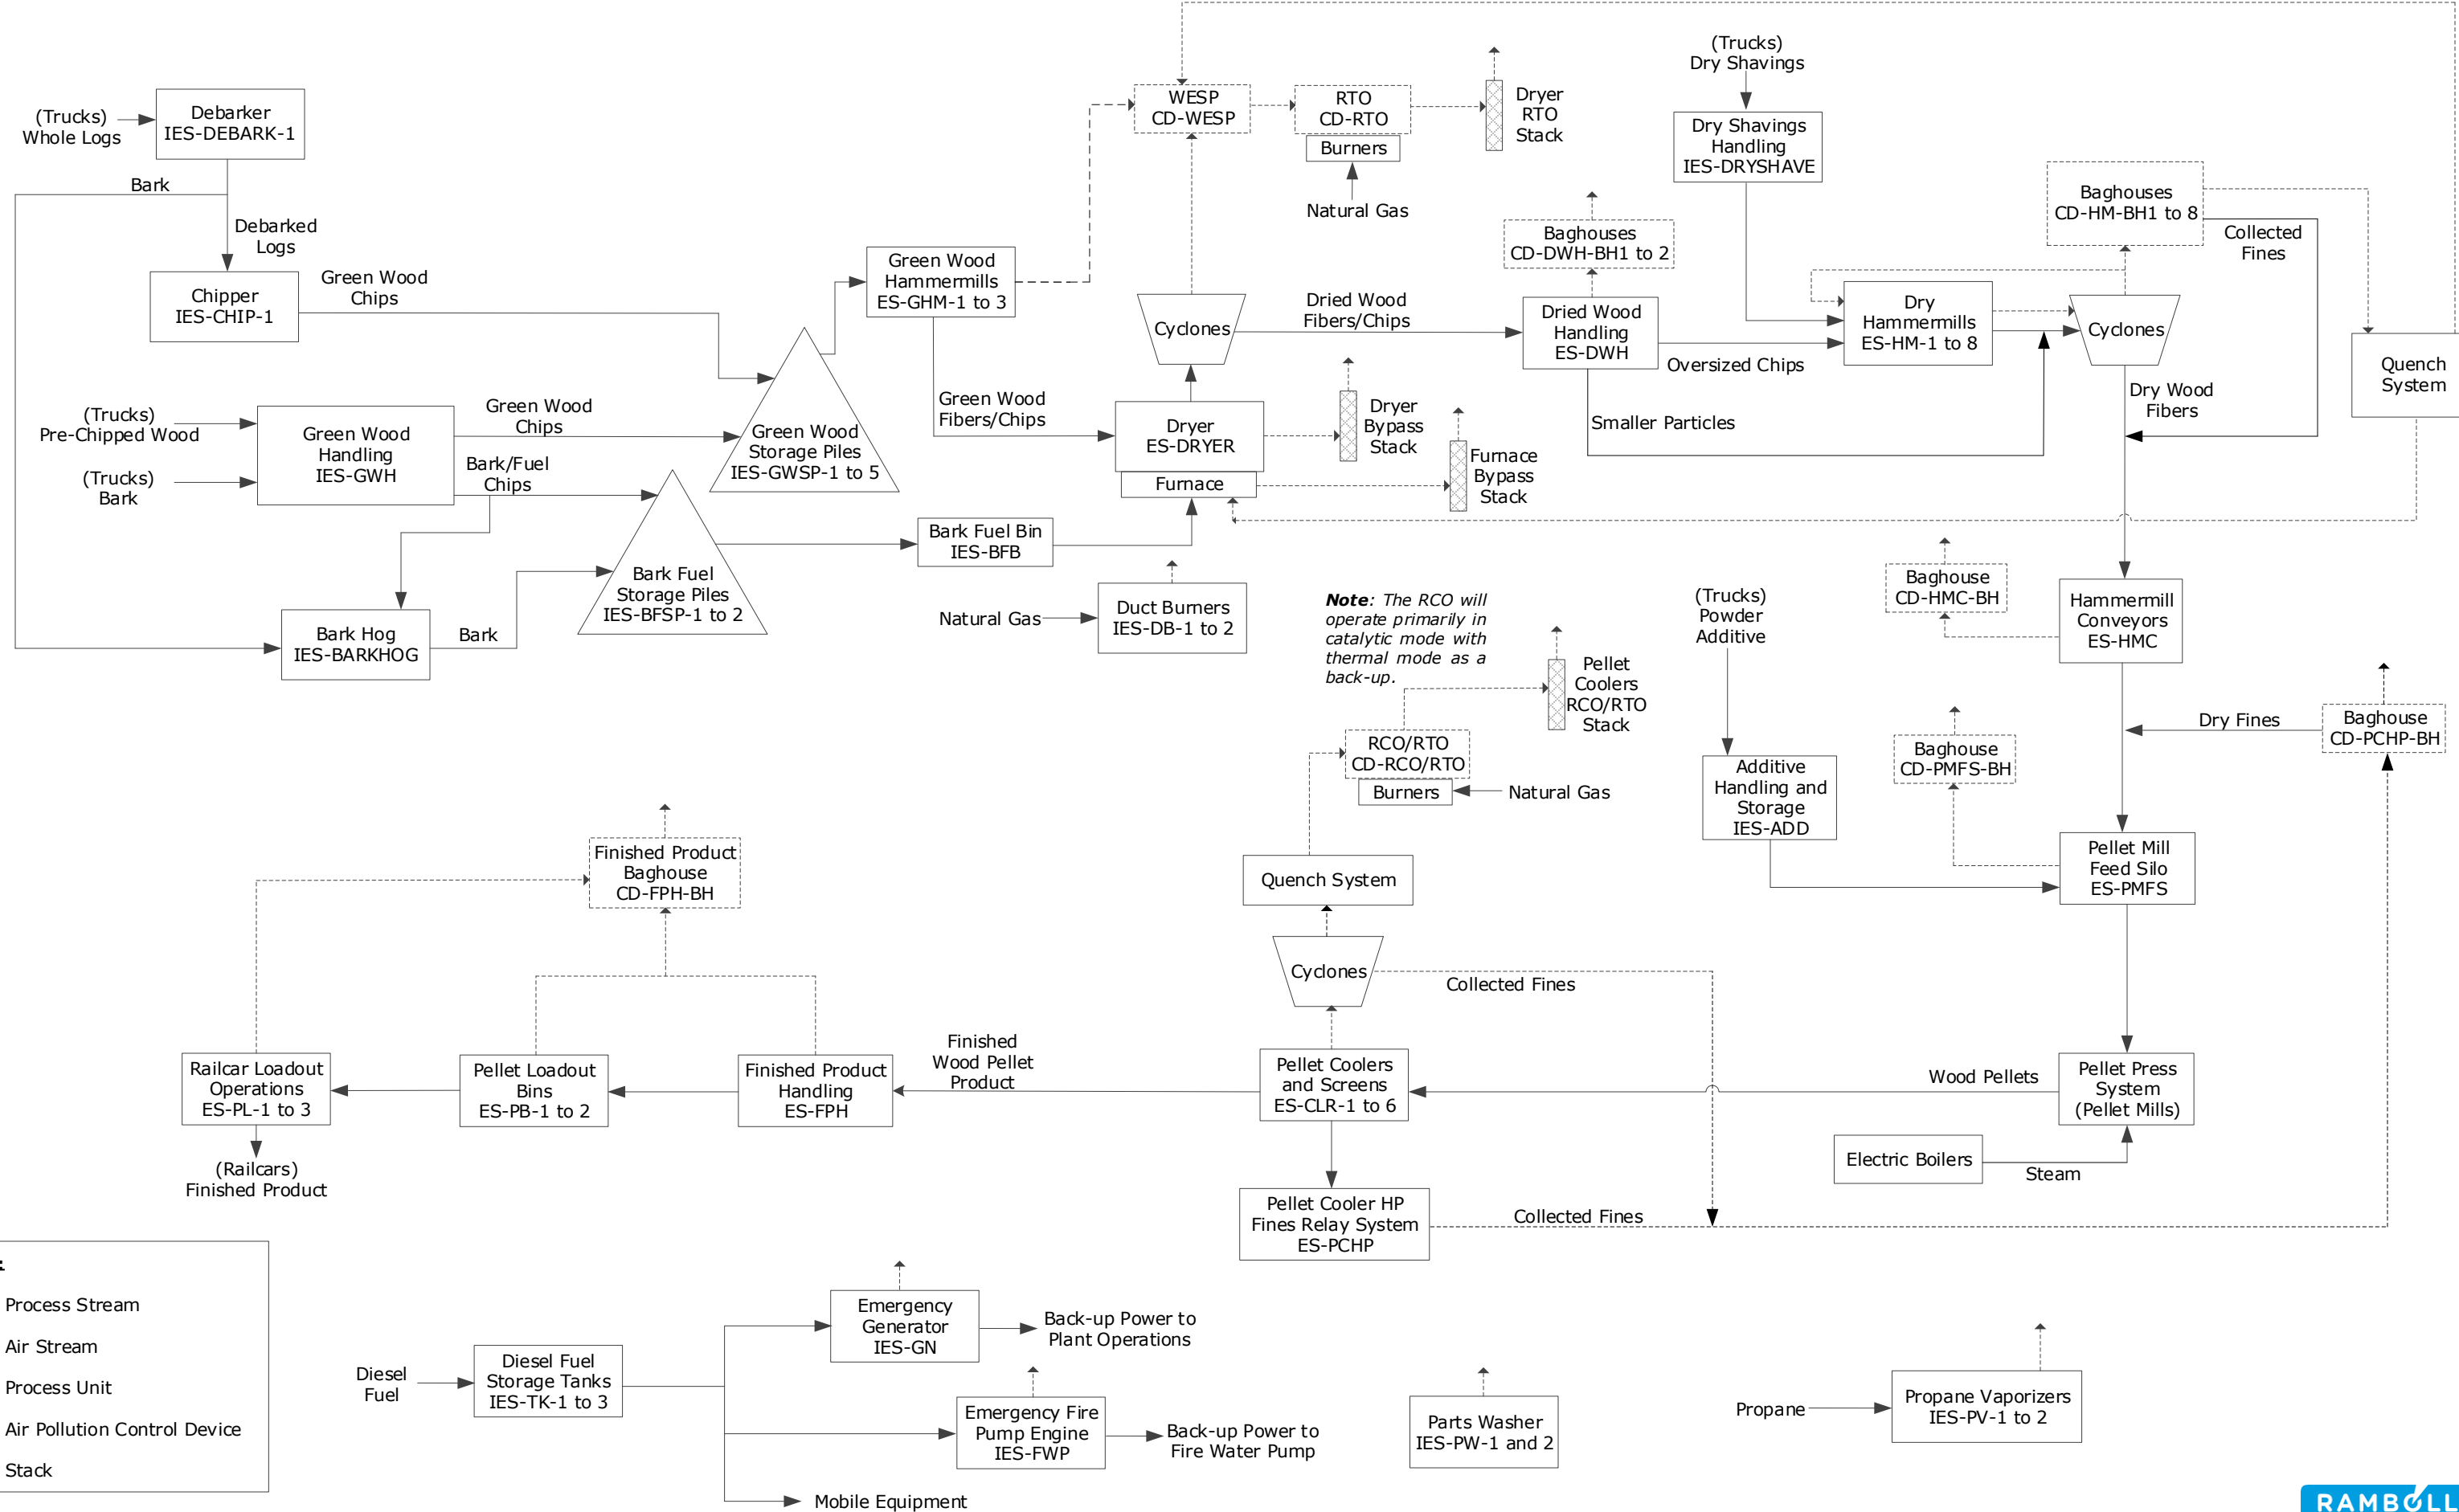 (Trucks)
Whole Logs
Debarker
IES-DEBARK-1
Bark
Debarked
Logs
Chipper
IES-CHIP-1
Green Wood
Chips
(Trucks)
Pre-Chipped Wood
(Trucks)
Bark
Green Wood
Handling
IES-GWH
Green Wood
Chips
Bark/Fuel
Chips
Bark Hog
IES-BARKHOG
Bark
Green Wood
Storage Piles
IES-GWSP-1 to 5
Bark Fuel
Storage Piles
IES-BFSP-1 to 2
Green Wood
Hammermills
ES-GHM-1 to 3
Green Wood
Fibers/Chips
Bark Fuel Bin
IES-BFB
WESP
CD-WESP
RTO
CD-RTO
Burners
Natural Gas
Dryer
RTO
Stack
Cyclones
Dryer
ES-DRYER
Furnace
Dryer
Bypass
Stack
Furnace
Bypass
Stack
Natural Gas
Duct Burners
IES-DB-1 to 2
Dried Wood
Fibers/Chips
Baghouses
CD-DWH-BH1 to 2
Dried Wood
Handling
ES-DWH
Oversized Chips
Smaller Particles
(Trucks)
Dry Shavings
Dry Shavings
Handling
IES-DRYSHAVE
Dry
Hammermills
ES-HM-1 to 8
Cyclones
Baghouses
CD-HM-BH1 to 8
Collected
Fines
Quench
System
Dry Wood
Fibers
Baghouse
CD-HMC-BH
Hammermill
Conveyors
ES-HMC
Note: The RCO will
operate primarily in
catalytic mode with
thermal mode as a
back-up.
Pellet
Coolers
RCO/RTO
Stack
RCO/RTO
CD-RCO/RTO
Burners
Natural Gas
(Trucks)
Powder
Additive
Additive
Handling and
Storage
IES-ADD
Baghouse
CD-PMFS-BH
Dry Fines
Baghouse
CD-PCHP-BH
Pellet Mill
Feed Silo
ES-PMFS
Quench System
Cyclones
Collected Fines
Finished Product
Baghouse
CD-FPH-BH
Railcar Loadout
Operations
ES-PL-1 to 3
(Railcars)
Finished Product
Pellet Loadout
Bins
ES-PB-1 to 2
Finished Product
Handling
ES-FPH
Finished
Wood Pellet
Product
Pellet Coolers
and Screens
ES-CLR-1 to 6
Wood Pellets
Pellet Press
System
(Pellet Mills)
Electric Boilers
Steam
Pellet Cooler HP
Fines Relay System
ES-PCHP
Collected Fines
Process Stream
Air Stream
Process Unit
Air Pollution Control Device
Stack
Diesel
Fuel
Diesel Fuel
Storage Tanks
IES-TK-1 to 3
Emergency
Generator
IES-GN
Back-up Power to
Plant Operations
Emergency Fire
Pump Engine
IES-FWP
Back-up Power to
Fire Water Pump
Mobile Equipment
Parts Washer
IES-PW-1 and 2
Propane
Propane Vaporizers
IES-PV-1 to 2
RAMBOLL